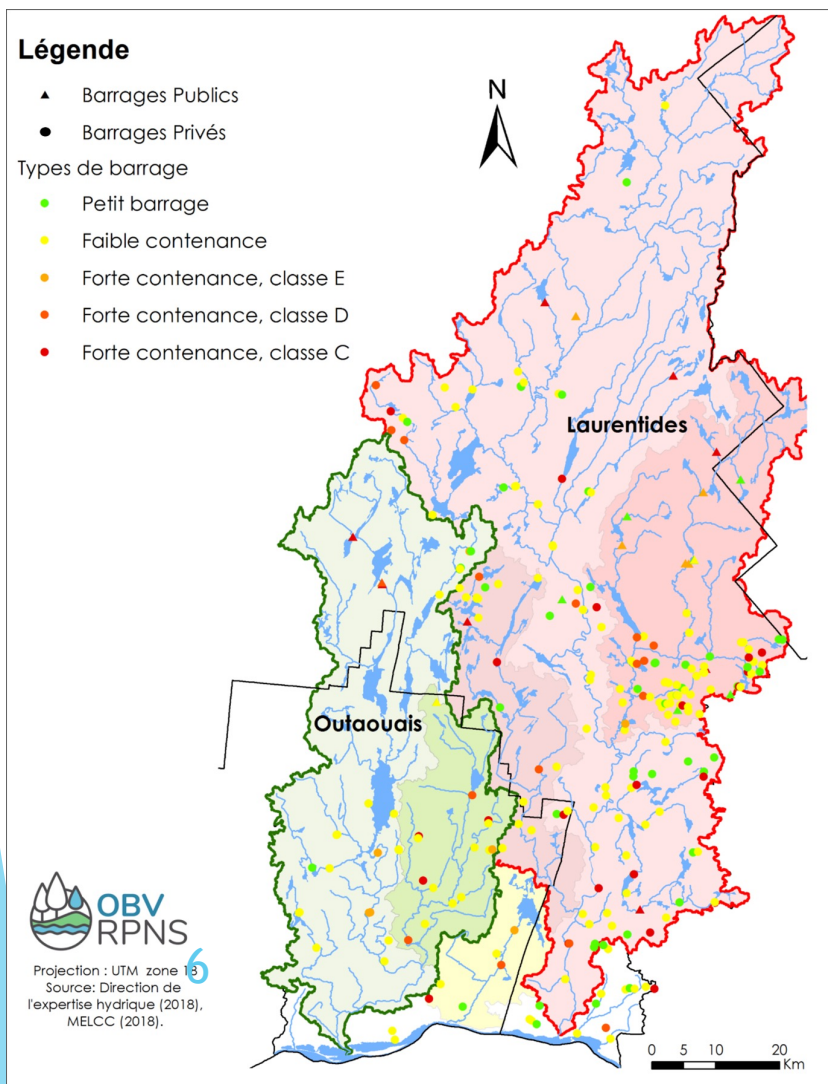 Légende
Barrages Publics
Barrages Privés
Types de barrage
Petit barrage
Faible contenance
Forte contenance, classe E
Forte contenance, classe D
Forte contenance, classe C
N
Laurentides
Outaouais
OBV
RPNS
6
Projection : UTM zone 18
Source: Direction de
l'expertise hydrique (2018),
MELCC (2018).
0 5 10 20
Km